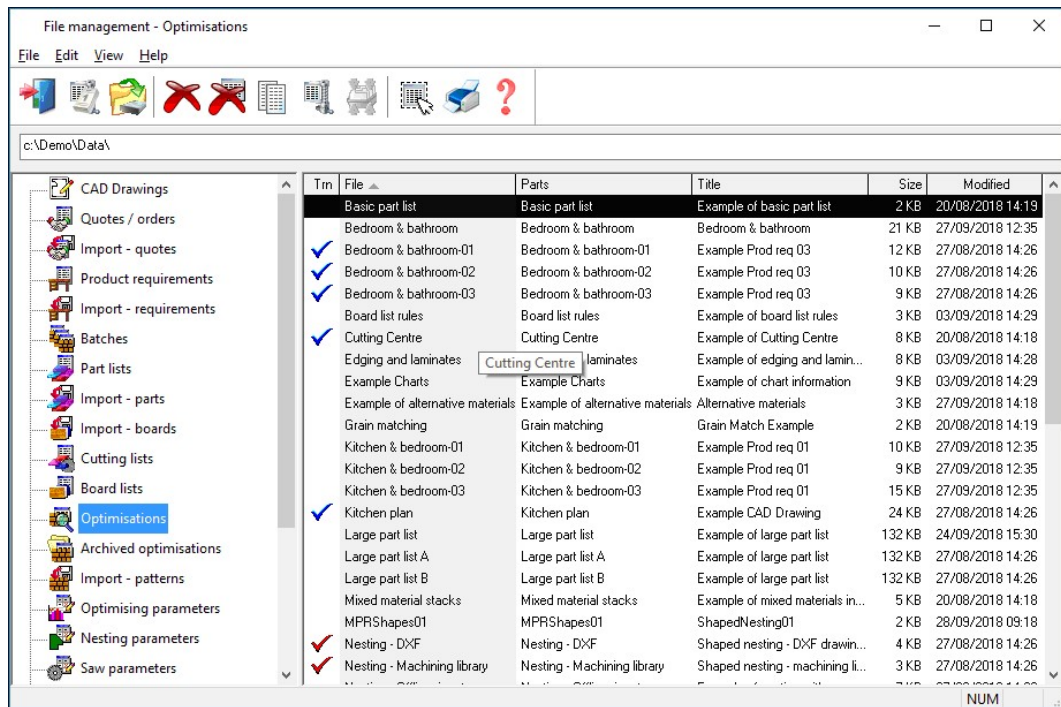 File management - Optimisations
File Edit View Help
c:\Demo\Data\
CAD Drawings
Quotes / orders
Import - quotes
Product requirements
Import - requirements
Batches
Part lists
Import - parts
Import - boards
Cutting lists
Board lists
Optimisations
Archived optimisations
Import - patterns
Optimising parameters
Nesting parameters
Saw parameters
Trn File Parts Title Size Modified
Basic part list Basic part list Example of basic part list 2 KB 20/08/2018 14:19
Bedroom & bathroom Bedroom & bathroom Bedroom & bathroom 21 KB 27/09/2018 12:35
Bedroom & bathroom-01 Bedroom & bathroom-01 Example Prod req 03 12 KB 27/08/2018 14:26
Bedroom & bathroom-02 Bedroom & bathroom-02 Example Prod req 03 10 KB 27/08/2018 14:26
Bedroom & bathroom-03 Bedroom & bathroom-03 Example Prod req 03 9 KB 27/08/2018 14:26
Board list rules Board list rules Example of board list rules 3 KB 03/09/2018 14:29
Cutting Centre Cutting Centre Example of Cutting Centre 8 KB 20/08/2018 14:18
Edging and laminates laminates Example of edging and lamin... 8 KB 03/09/2018 14:28
Cutting Centre
Example Charts Example Charts Example of chart information 9 KB 03/09/2018 14:29
Example of alternative materials Example of alternative materials Alternative materials 3 KB 27/09/2018 14:18
Grain matching Grain matching Grain Match Example 2 KB 20/08/2018 14:19
Kitchen & bedroom-01 Kitchen & bedroom-01 Example Prod req 01 10 KB 27/09/2018 12:35
Kitchen & bedroom-02 Kitchen & bedroom-02 Example Prod req 01 9 KB 27/09/2018 12:35
Kitchen & bedroom-03 Kitchen & bedroom-03 Example Prod req 01 15 KB 27/09/2018 12:35
Kitchen plan Kitchen plan Example CAD Drawing 24 KB 27/08/2018 14:26
Large part list Large part list Example of large part list 132 KB 24/09/2018 15:30
Large part list A Large part list A Example of large part list 132 KB 27/08/2018 14:26
Large part list B Large part list B Example of large part list 132 KB 27/08/2018 14:26
Mixed material stacks Mixed material stacks Example of mixed materials in... 5 KB 20/08/2018 14:18
MPRShapes01 MPRShapes01 ShapedNesting01 2 KB 28/09/2018 09:18
Nesting - DXF Nesting - DXF Shaped nesting - DXF drawin... 4 KB 27/08/2018 14:26
Nesting - Machining library Nesting - Machining library Shaped nesting - machining li... 3 KB 27/08/2018 14:26
NUM